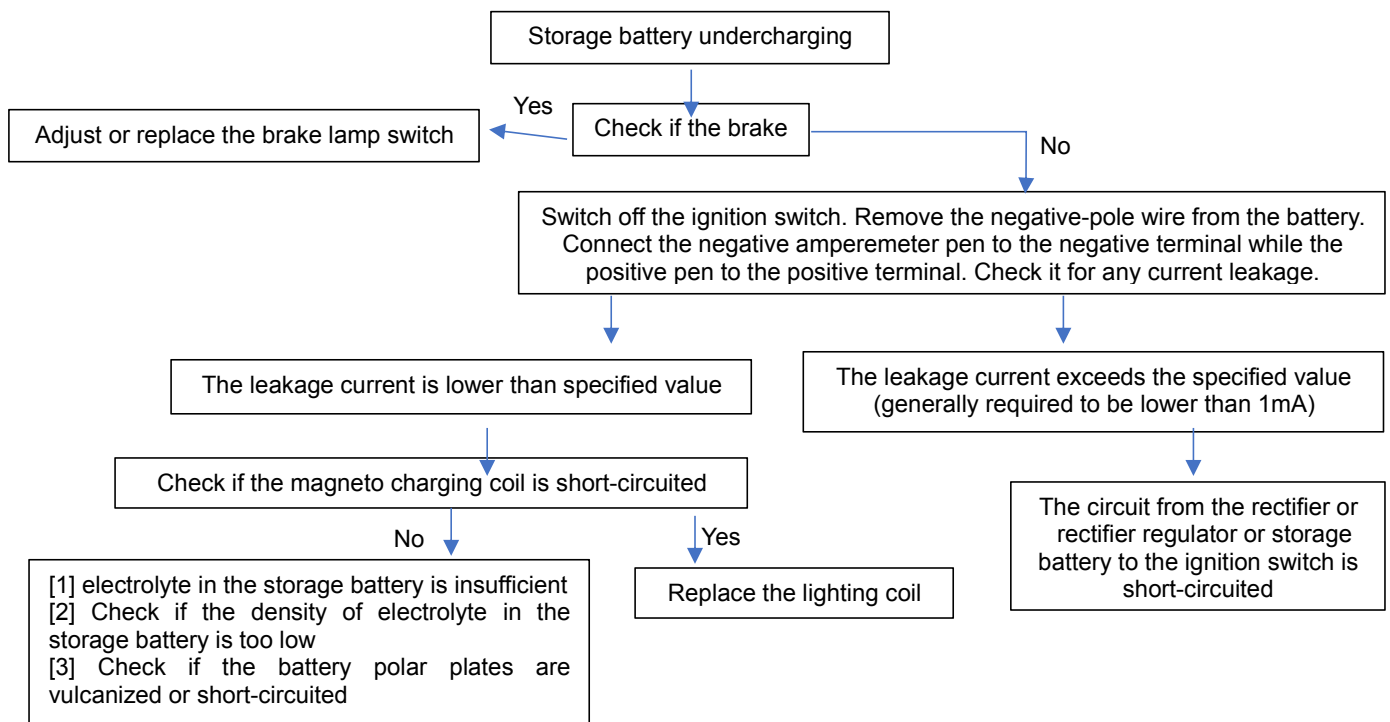 Storage battery undercharging
Yes
Adjust or replace the brake lamp switch
Check if the brake
No
Switch off the ignition switch. Remove the negative-pole wire from the battery.
Connect the negative amperemeter pen to the negative terminal while the
positive pen to the positive terminal. Check it for any current leakage.
The leakage current is lower than specified value
The leakage current exceeds the specified value
(generally required to be lower than 1mA)
Check if the magneto charging coil is short-circuited
The circuit from the rectifier or
rectifier regulator or storage
battery to the ignition switch is
short-circuited
No
Yes
[1] electrolyte in the storage battery is insufficient
[2] Check if the density of electrolyte in the
storage battery is too low
[3] Check if the battery polar plates are
vulcanized or short-circuited
Replace the lighting coil